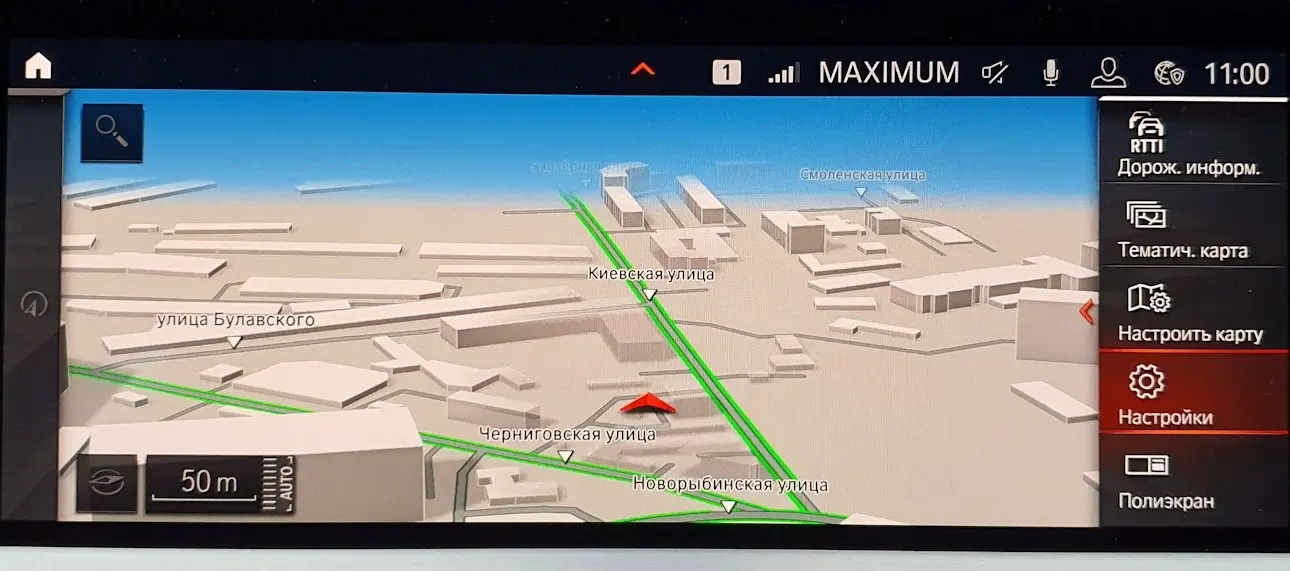 1 MAXIMUM 11:00
RTTI
Дорож. информ.
Смоленская улица
Тематич. карта
Киевская улица
улица Булавского
Настроить карту
Настройки
Черниговская улица
50 m
AUTO
Новорыбинская улица
Полиэкран